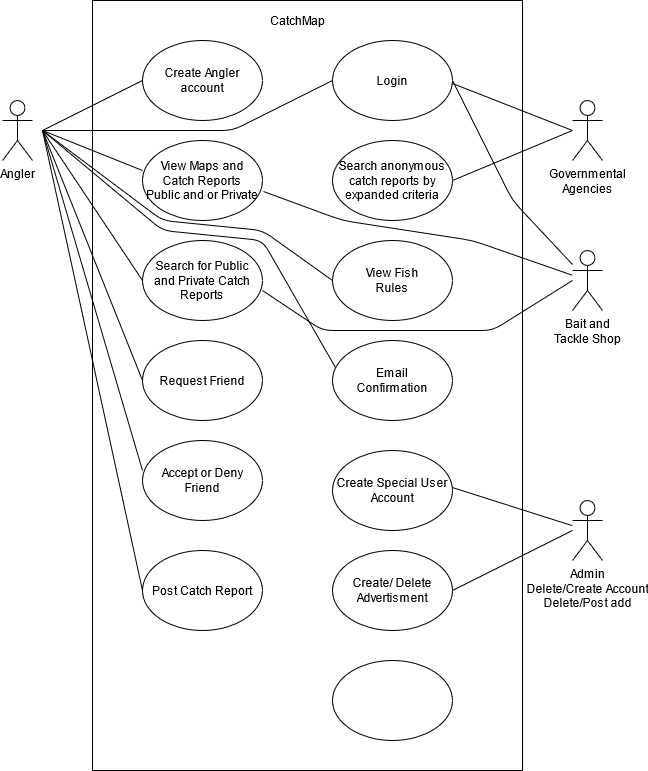 CatchMap
Create Angler
account
Login
Angler
View Maps and
Catch Reports
Public and or Private
Search anonymous
catch reports by
expanded criteria
Governmental
Agencies
Search for Public
and Private Catch
Reports
View Fish
Rules
Bait and
Tackle Shop
Request Friend
Email
Confirmation
Accept or Deny
Friend
Create Special User
Account
Post Catch Report
Create/ Delete
Advertisment
Admin
Delete/Create Account
Delete/Post add